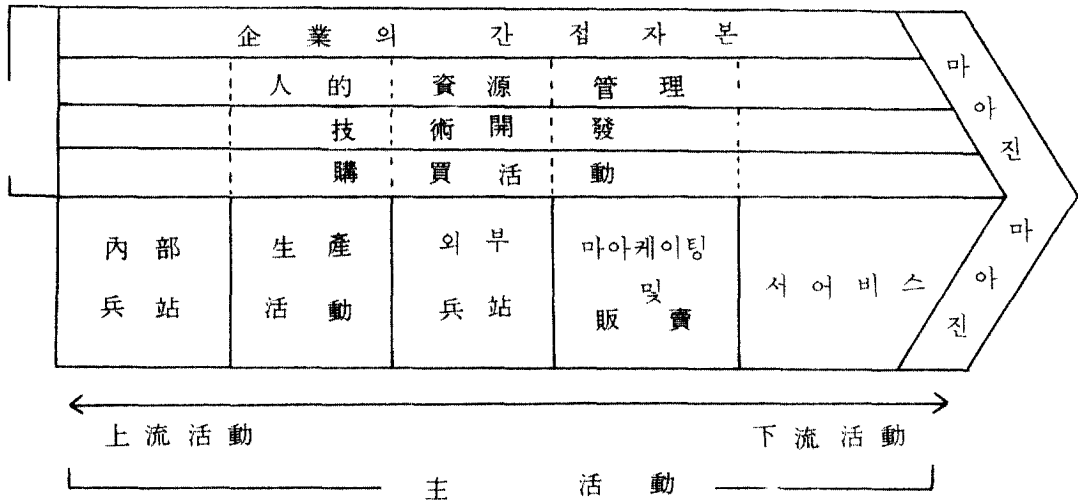 企業의 간접자본
人的 資源 管理
技術開發
購買活動
內部
兵站
生產
活動
외부
兵站
마아케이팅
및
販賣
서어비스
마아진
마아진
上流活動
下流活動
主活動